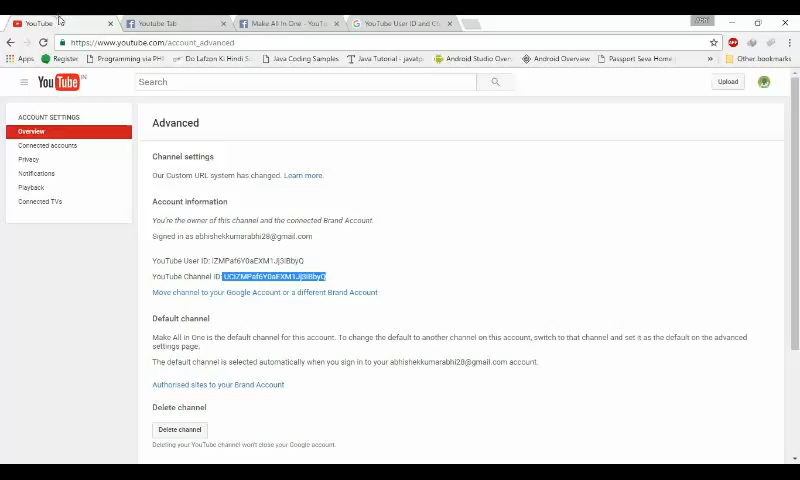 YouTube
Youtube Tab
Make All In One - YouTu
YouTube User ID and Ch
ABHI
https://www.youtube.com/account_advanced
Apps
Register
Programming via PH
Do Lafzon Ki Hindi S
Java Coding Samples
Java Tutorial - javatp
Android Studio Over
Android Overview
Passport Seva Home
»
Other bookmarks
YouTube IN
Search
Upload
ACCOUNT SETTINGS
Overview
Connected accounts
Privacy
Notifications
Playback
Connected TVs
Advanced
Channel settings
Our Custom URL system has changed. Learn more.
Account information
You're the owner of this channel and the connected Brand Account.
Signed in as abhishekkumarabhi28@gmail.com
YouTube User ID: iZMPaf6Y0aEXM1Jj3IBbyQ
YouTube Channel ID: UCiZMPaf6Y0aEXM1Jj3IBbyQ
Move channel to your Google Account or a different Brand Account
Default channel
Make All In One is the default channel for this account. To change the default to another channel on this account, switch to that channel and set it as the default on the advanced
settings page.
The default channel is selected automatically when you sign in to your abhishekkumarabhi28@gmail.com account.
Authorised sites to your Brand Account
Delete channel
Delete channel
Deleting your YouTube channel won't close your Google account.